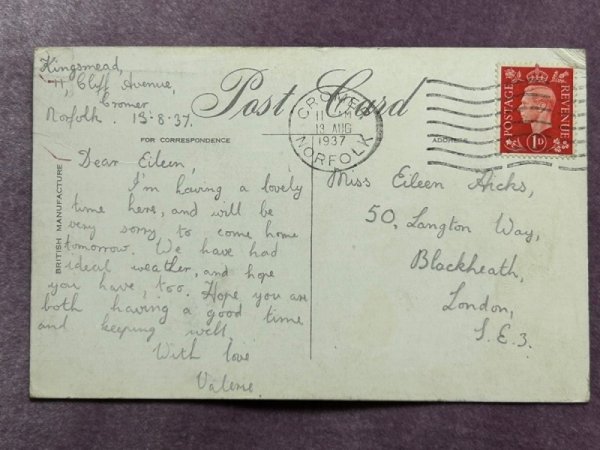 Kingsmead,
11, Cliff Avenue,
Cromer
Norfolk. 13.8.37.
Post Card
FOR CORRESPONDENCE
ADDRESS
BRITISH MANUFACTURE
CROMER
11
13 AUG
1937
NORFOLK
POSTAGE
REVENUE
1D
Dear Eileen,
I'm having a lovely
time here, and will be
very sorry to come home
tomorrow. We have had
ideal weather, and hope
you have, too. Hope you are
both having a good time
and keeping well.
With love
Valerie
Miss Eileen Hicks,
50, Langton Way,
Blackheath,
London,
S.E.3.